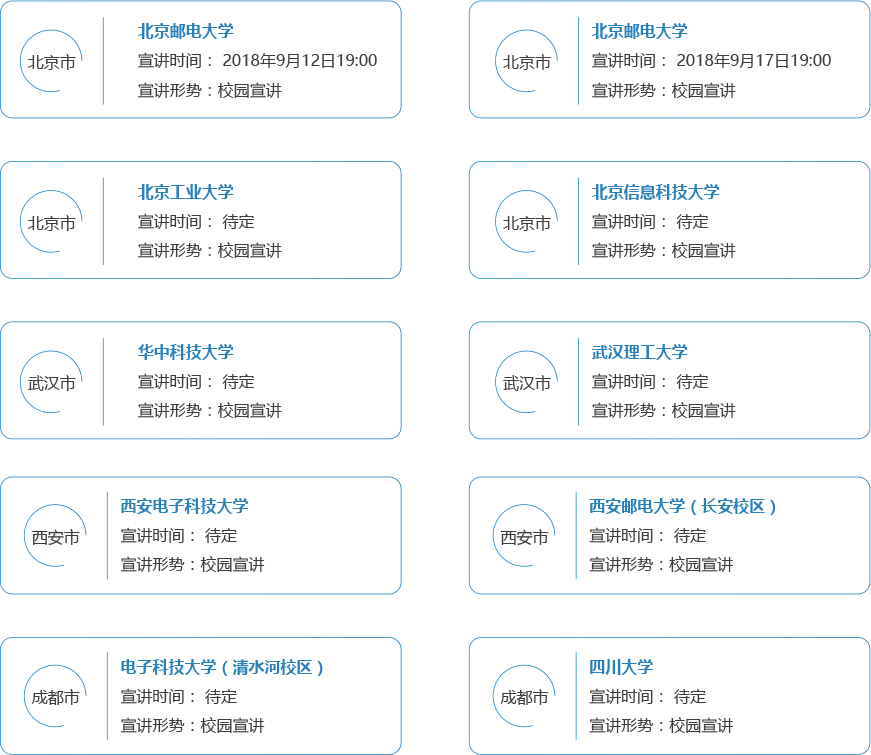 北京市
北京邮电大学
宣讲时间： 2018年9月12日19:00
宣讲形势：校园宣讲
北京市
北京邮电大学
宣讲时间： 2018年9月17日19:00
宣讲形势：校园宣讲
北京市
北京工业大学
宣讲时间： 待定
宣讲形势：校园宣讲
北京市
北京信息科技大学
宣讲时间： 待定
宣讲形势：校园宣讲
武汉市
华中科技大学
宣讲时间： 待定
宣讲形势：校园宣讲
武汉市
武汉理工大学
宣讲时间： 待定
宣讲形势：校园宣讲
西安市
西安电子科技大学
宣讲时间： 待定
宣讲形势：校园宣讲
西安市
西安邮电大学（长安校区）
宣讲时间： 待定
宣讲形势：校园宣讲
成都市
电子科技大学（清水河校区）
宣讲时间： 待定
宣讲形势：校园宣讲
成都市
四川大学
宣讲时间： 待定
宣讲形势：校园宣讲